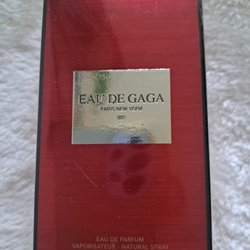 EAU DE GAGA
PARIS NEW YORK
001
EAU DE PARFUM
VAPORISATEUR - NATURAL SPRAY